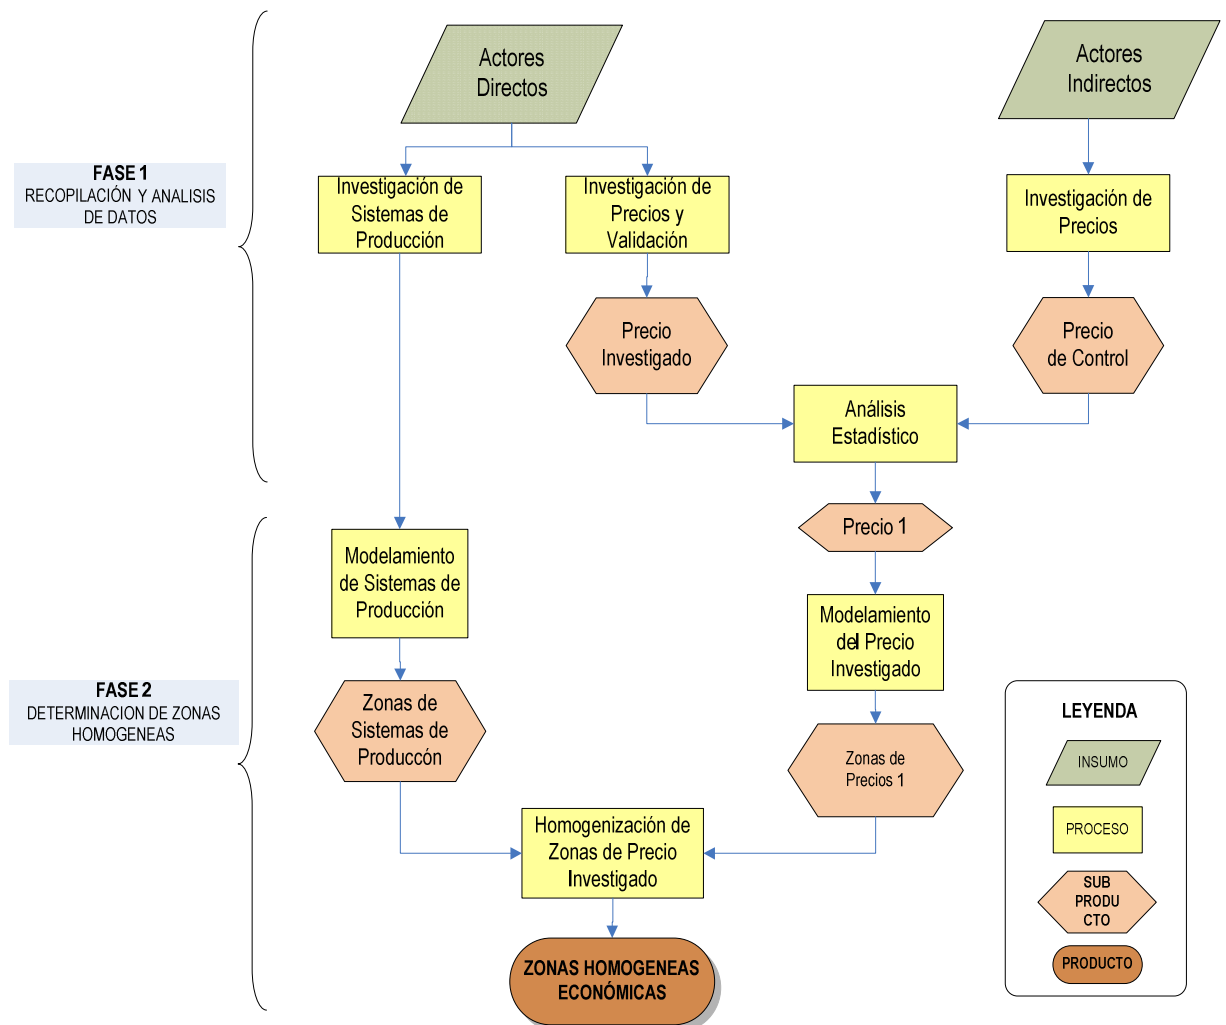 Actores
Directos
Actores
Indirectos
FASE 1
RECOPILACIÓN Y ANALISIS
DE DATOS
Investigación de
Sistemas de
Producción
Investigación de
Precios y
Validación
Investigación de
Precios
Precio
Investigado
Precio
de Control
Análisis
Estadístico
Precio 1
FASE 2
DETERMINACION DE ZONAS
HOMOGENEAS
Modelamiento
de Sistemas de
Producción
Modelamiento
del Precio
Investigado
Zonas de
Sistemas de
Produccón
Zonas de
Precios 1
Homogenización de
Zonas de Precio
Investigado
ZONAS HOMOGENEAS
ECONÓMICAS
LEYENDA
INSUMO
PROCESO
SUB
PRODU
CTO
PRODUCTO